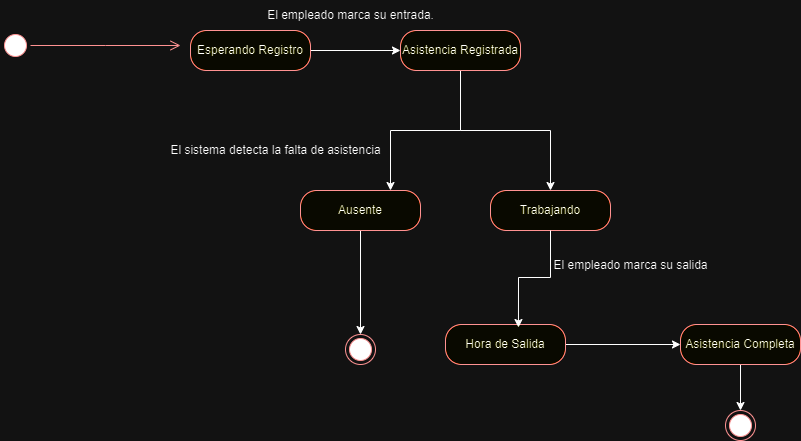 El empleado marca su entrada.
Esperando Registro
Asistencia Registrada
El sistema detecta la falta de asistencia
Ausente
Trabajando
El empleado marca su salida
Hora de Salida
Asistencia Completa